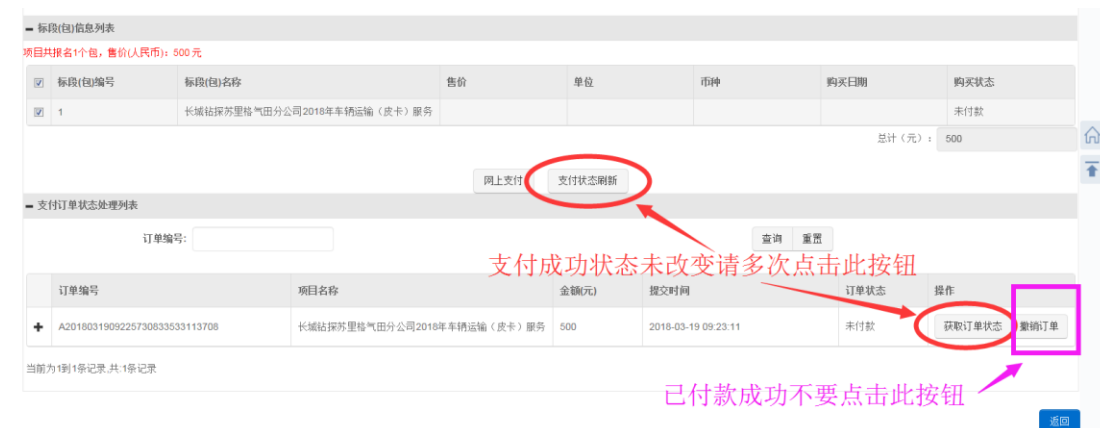 标段(包)信息列表
项目共报名1个包，售价(人民币)：500元
标段(包)编号 标段(包)名称 售价 单位 币种 购买日期 购买状态
1 长城钻探苏里格气田分公司2018年车辆运输（皮卡）服务 未付款
总计（元）： 500
网上支付 支付状态刷新
支付订单状态处理列表
订单编号: 查询 重置
支付成功状态未改变请多次点击此按钮
订单编号 项目名称 金额(元) 提交时间 订单状态 操作
A20180319092257308335331​13708 长城钻探苏里格气田分公司2018年车辆运输（皮卡）服务 500 2018-03-19 09:23:11 未付款 获取订单状态 撤销订单
当前为1到1条记录,共1条记录
已付款成功不要点击此按钮
返回